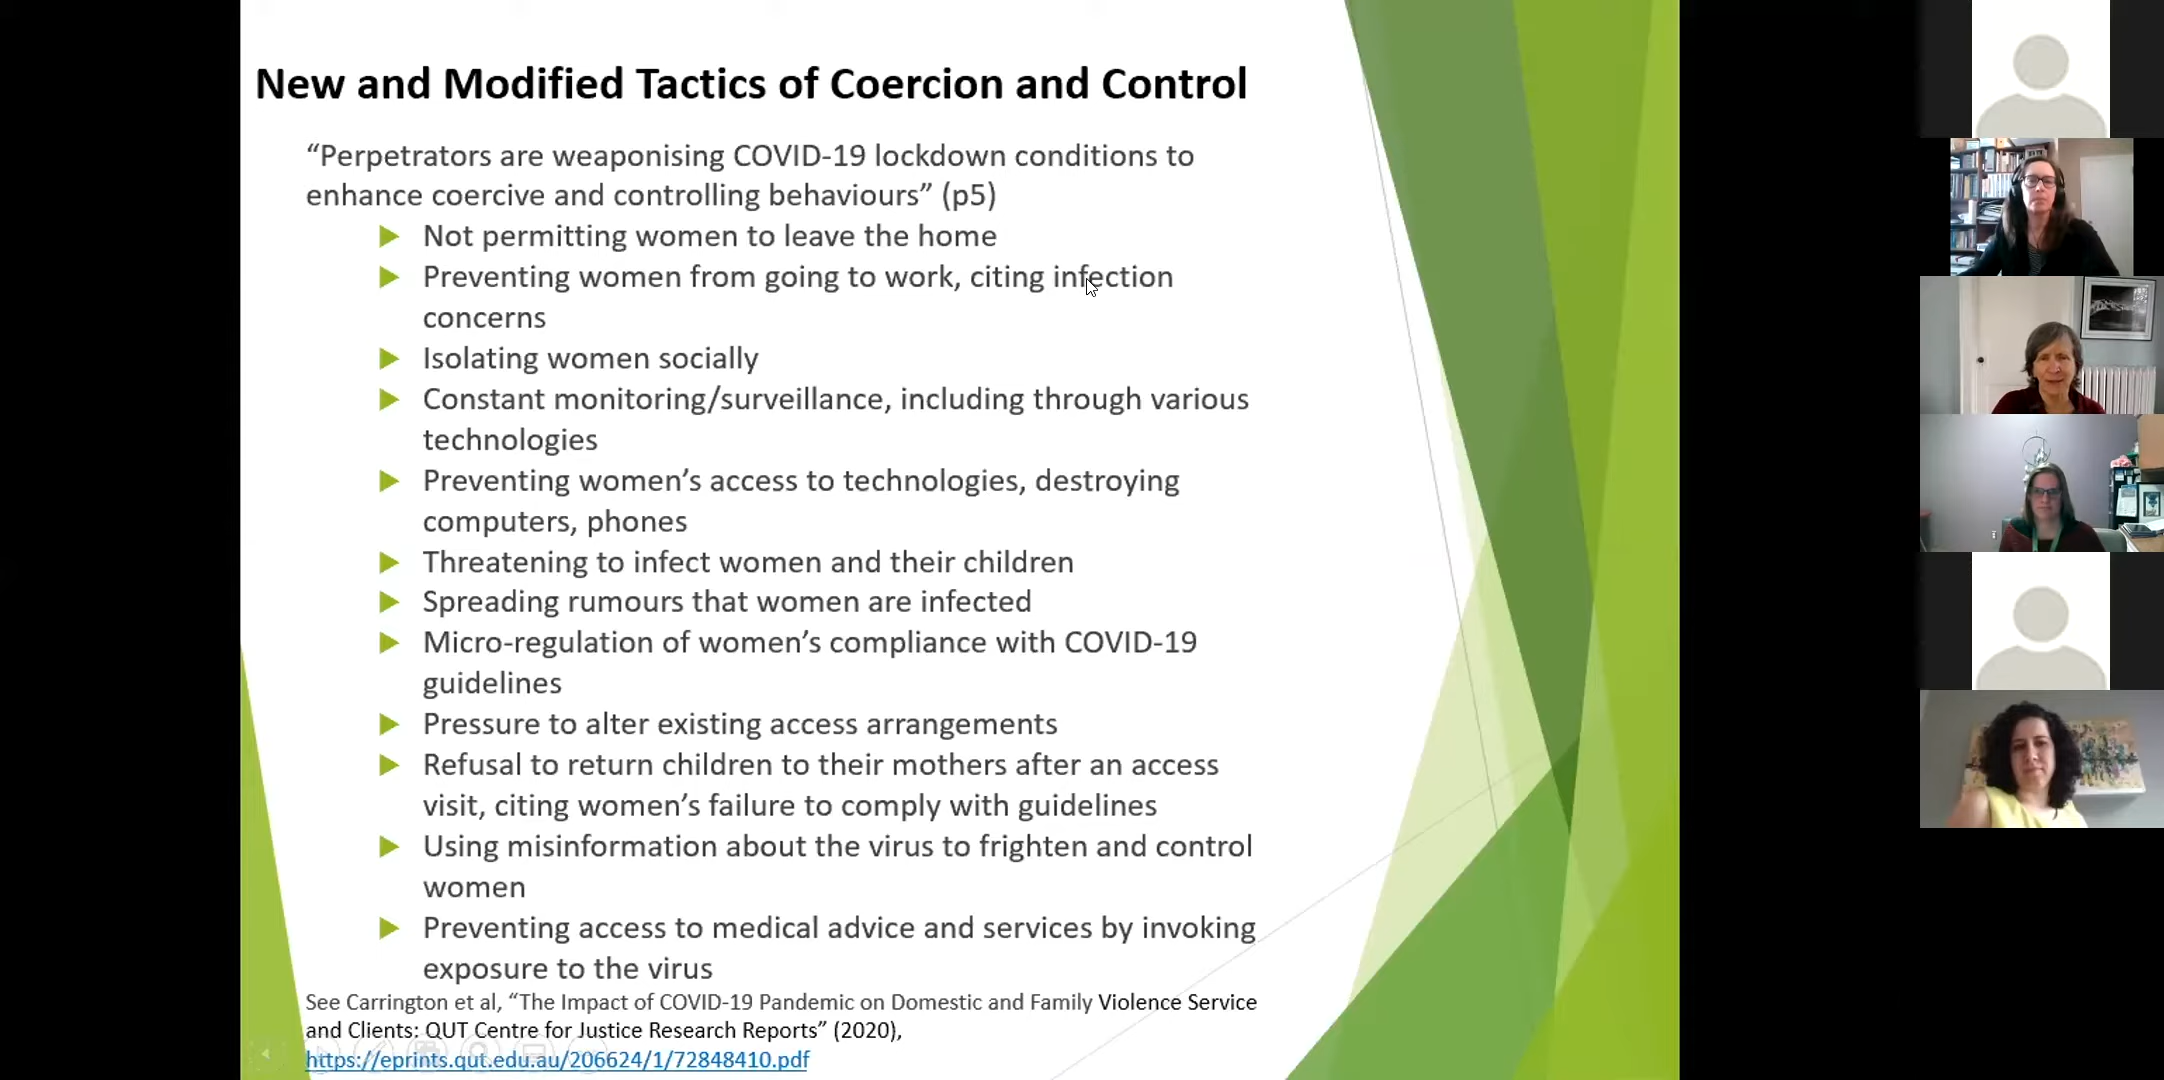 New and Modified Tactics of Coercion and Control
“Perpetrators are weaponising COVID-19 lockdown conditions to
enhance coercive and controlling behaviours” (p5)
Not permitting women to leave the home
Preventing women from going to work, citing infection
concerns
Isolating women socially
Constant monitoring/surveillance, including through various
technologies
Preventing women’s access to technologies, destroying
computers, phones
Threatening to infect women and their children
Spreading rumours that women are infected
Micro-regulation of women’s compliance with COVID-19
guidelines
Pressure to alter existing access arrangements
Refusal to return children to their mothers after an access
visit, citing women’s failure to comply with guidelines
Using misinformation about the virus to frighten and control
women
Preventing access to medical advice and services by invoking
exposure to the virus
See Carrington et al, “The Impact of COVID-19 Pandemic on Domestic and Family Violence Service
and Clients: QUT Centre for Justice Research Reports” (2020),
https://eprints.qut.edu.au/206624/1/72848410.pdf